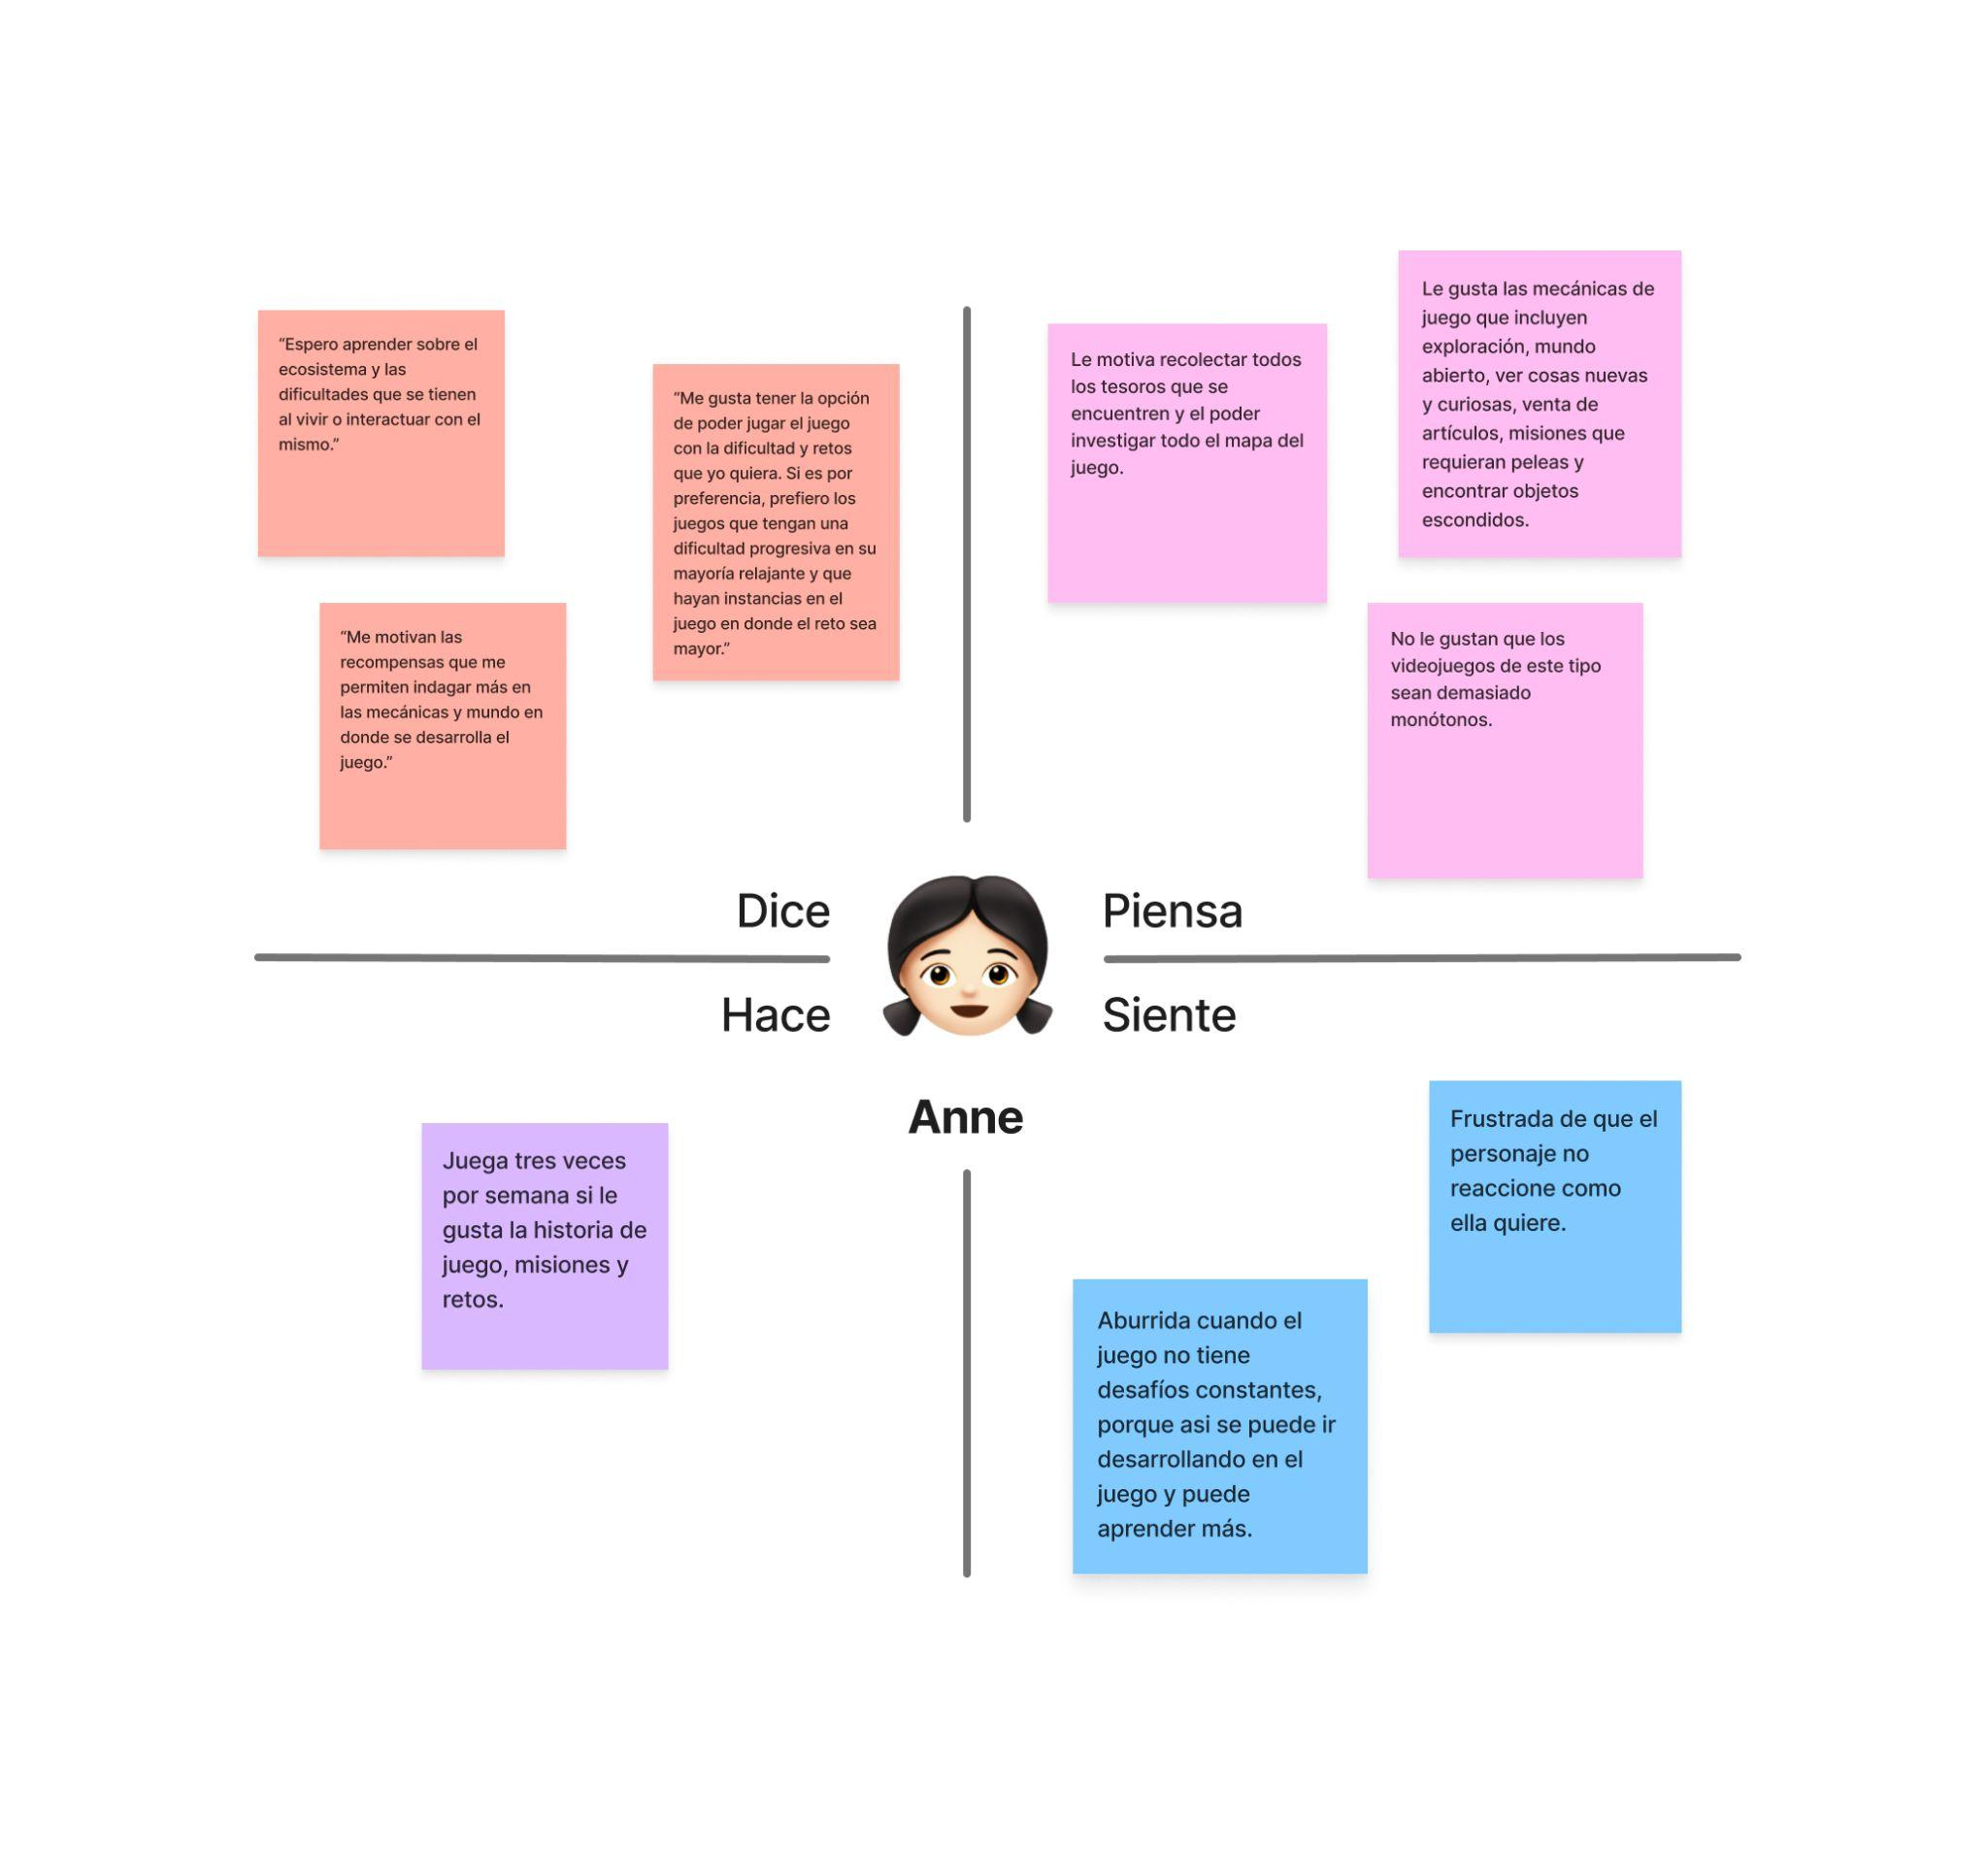 “Espero aprender sobre el
ecosistema y las
dificultades que se tienen
al vivir o interactuar con el
mismo.”
“Me gusta tener la opción
de poder jugar el juego
con la dificultad y retos
que yo quiera. Si es por
preferencia, prefiero los
juegos que tengan una
dificultad progresiva en su
mayoría relajante y que
hayan instancias en el
juego en donde el reto sea
mayor.”
“Me motivan las
recompensas que me
permiten indagar más en
las mecánicas y mundo en
donde se desarrolla el
juego.”
Le motiva recolectar todos
los tesoros que se
encuentren y el poder
investigar todo el mapa del
juego.
Le gusta las mecánicas de
juego que incluyen
exploración, mundo
abierto, ver cosas nuevas
y curiosas, venta de
artículos, misiones que
requieran peleas y
encontrar objetos
escondidos.
No le gustan que los
videojuegos de este tipo
sean demasiado
monótonos.
Dice
Piensa
Hace
Siente
Anne
Juega tres veces
por semana si le
gusta la historia de
juego, misiones y
retos.
Frustrada de que el
personaje no
reaccione como
ella quiere.
Aburrida cuando el
juego no tiene
desafíos constantes,
porque asi se puede ir
desarrollando en el
juego y puede
aprender más.